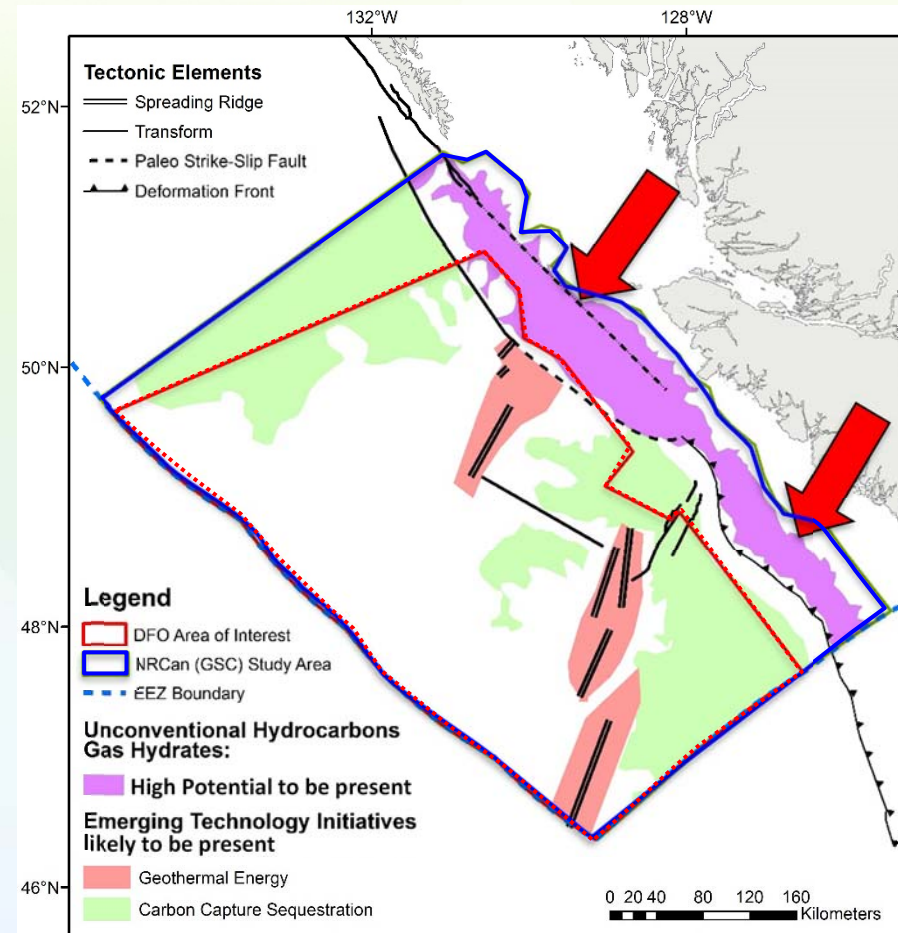 132°W
128°W
52°N
50°N
48°N
46°N
Tectonic Elements
Spreading Ridge
Transform
Paleo Strike-Slip Fault
Deformation Front
Legend
DFO Area of Interest
NRCan (GSC) Study Area
EEZ Boundary
Unconventional Hydrocarbons
Gas Hydrates:
High Potential to be present
Emerging Technology Initiatives
likely to be present
Geothermal Energy
Carbon Capture Sequestration
0 20 40 80 120 160
Kilometers